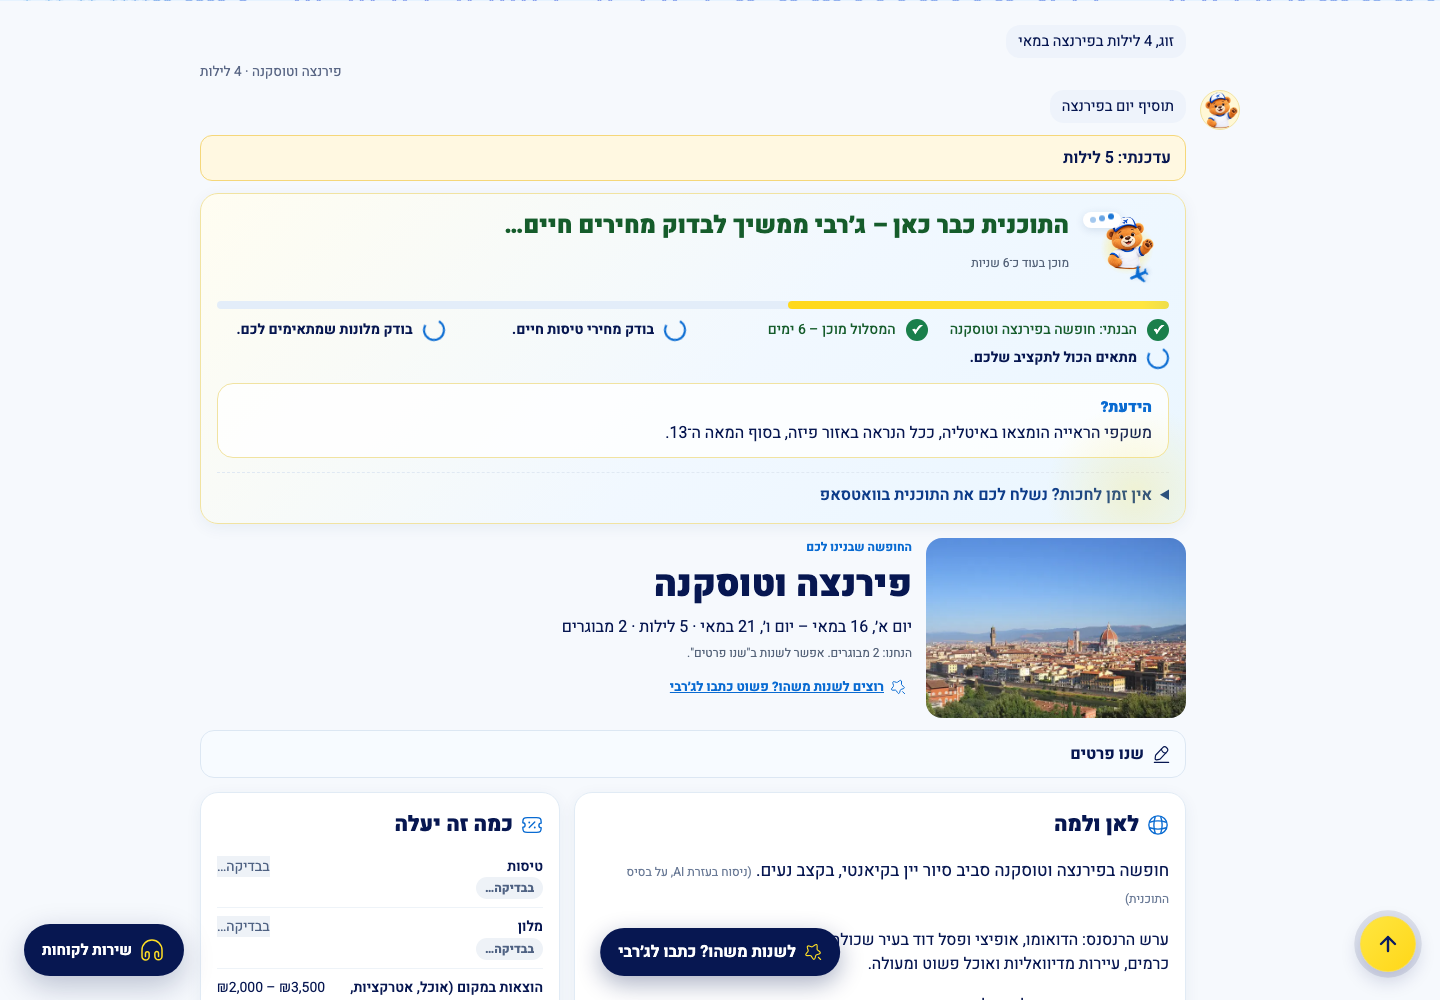 זוג, 4 לילות בפירנצה במאי
פירנצה וטוסקנה · 4 לילות
תוסיף יום בפירנצה
עדכנתי: 5 לילות
התוכנית כבר כאן – ג׳רבי ממשיך לבדוק מחירים חיים...
מוכן בעוד כ־6 שניות
הבנתי: חופשה בפירנצה וטוסקנה
המסלול מוכן – 6 ימים
בודק מחירי טיסות חיים.
בודק מלונות שמתאימים לכם.
מתאים הכול לתקציב שלכם.
הידעת?
משקפי הראייה הומצאו באיטליה, ככל הנראה באזור פיזה, בסוף המאה ה־13.
אין זמן לחכות? נשלח לכם את התוכנית בוואטסאפ
החופשה שבנינו לכם
פירנצה וטוסקנה
יום א׳, 16 במאי – יום ו׳, 21 במאי · 5 לילות · 2 מבוגרים
הנחנו: 2 מבוגרים. אפשר לשנות ב"שנו פרטים".
רוצים לשנות משהו? פשוט כתבו לג׳רבי
שנו פרטים
לאן ולמה
חופשה בפירנצה וטוסקנה סביב סיור יין בקיאנטי, בקצב נעים. (ניסוח בעזרת AI, על בסיס
התוכנית)
ערש הרנסנס: הדואומו, אופיצי ופסל דוד בעיר
כרמים, עיירות מדיוואליות ואוכל פשוט ומעולה.
כמה זה יעלה
טיסות
בבדיקה...
בבדיקה...
מלון
בבדיקה...
בבדיקה...
הוצאות במקום (אוכל, אטרקציות,
₪2,000 – ₪3,500
לשנות משהו? כתבו לג׳רבי
שירות לקוחות